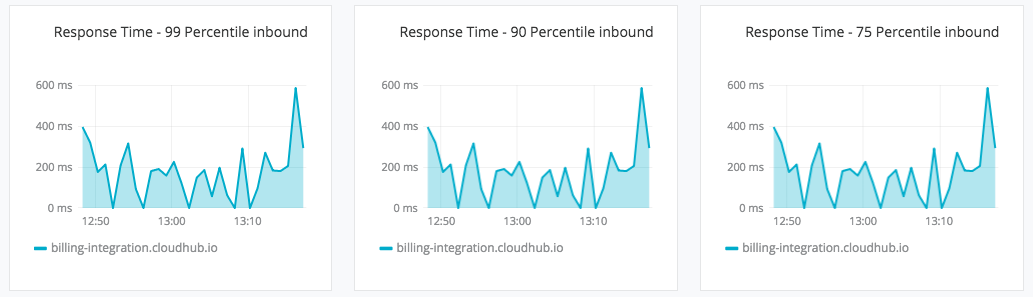 Response Time - 99 Percentile inbound
600 ms
400 ms
200 ms
0 ms
12:50 13:00 13:10
billing-integration.cloudhub.io
Response Time - 90 Percentile inbound
600 ms
400 ms
200 ms
0 ms
12:50 13:00 13:10
billing-integration.cloudhub.io
Response Time - 75 Percentile inbound
600 ms
400 ms
200 ms
0 ms
12:50 13:00 13:10
billing-integration.cloudhub.io